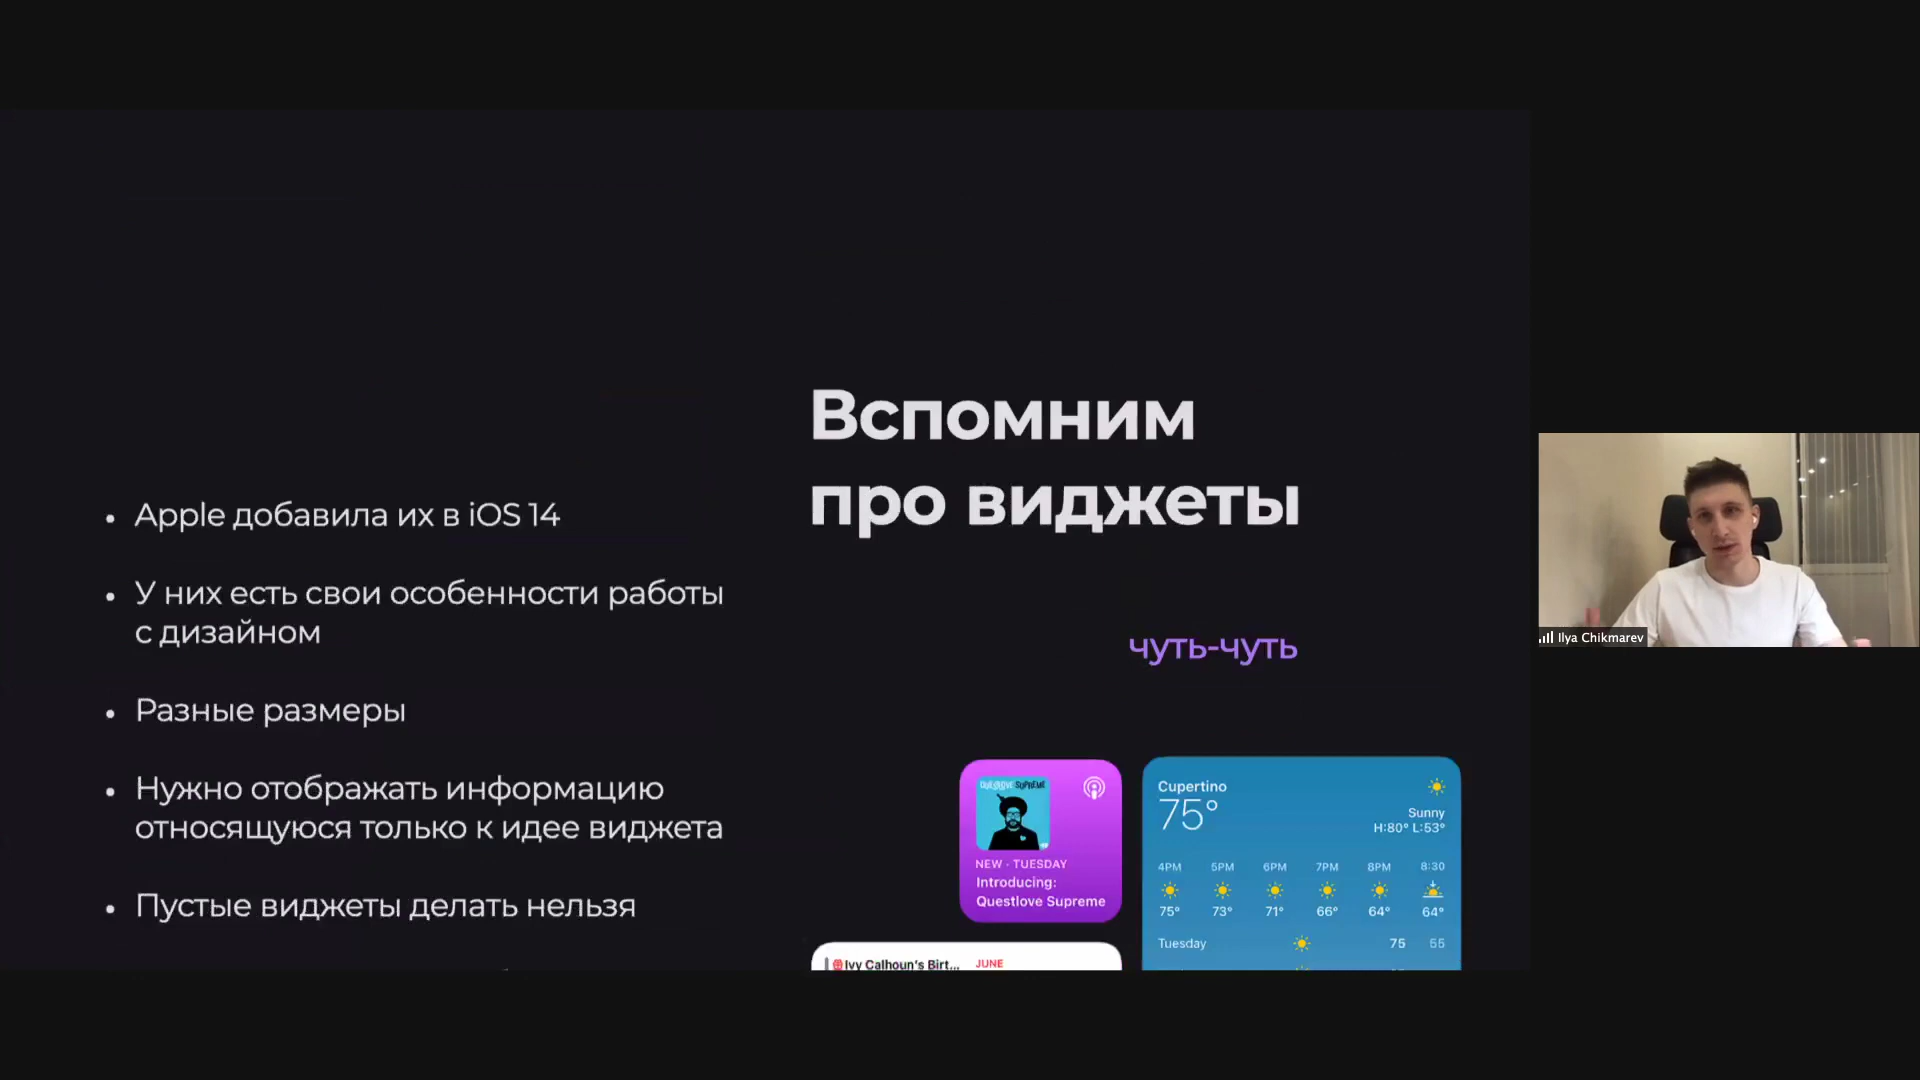 Вспомним
про виджеты
чуть-чуть
• Apple добавила их в iOS 14
• У них есть свои особенности работы
с дизайном
• Разные размеры
• Нужно отображать информацию
относящуюся только к идее виджета
• Пустые виджеты делать нельзя
QUESTLOVE SUPREME
NEW · TUESDAY
Introducing:
Questlove Supreme
Cupertino
75°
Sunny
H:80° L:53°
4PM 5PM 6PM 7PM 8PM 8:30
75° 73° 71° 66° 64° 64°
Tuesday 75 55
Ivy Calhoun's Birt...
JUNE
Ilya Chikmarev